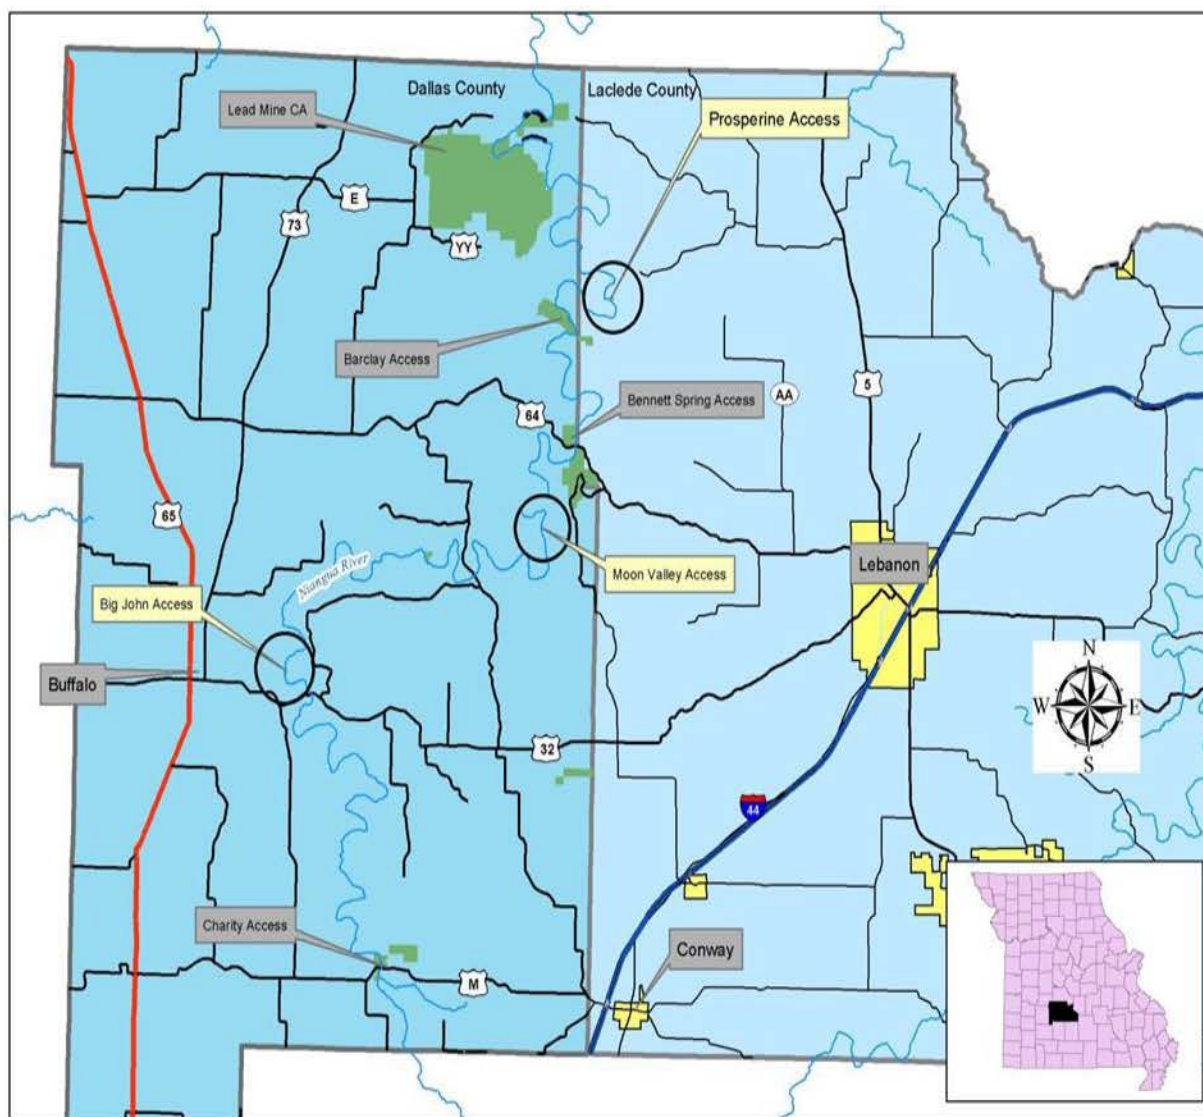 Dallas County
Laclede County
Lead Mine CA
Prosperine Access
E
73
YY
Barclay Access
5
Bennett Spring Access
AA
64
65
Niangua River
Moon Valley Access
Lebanon
Big John Access
N
Buffalo
W
E
32
S
44
Charity Access
Conway
M